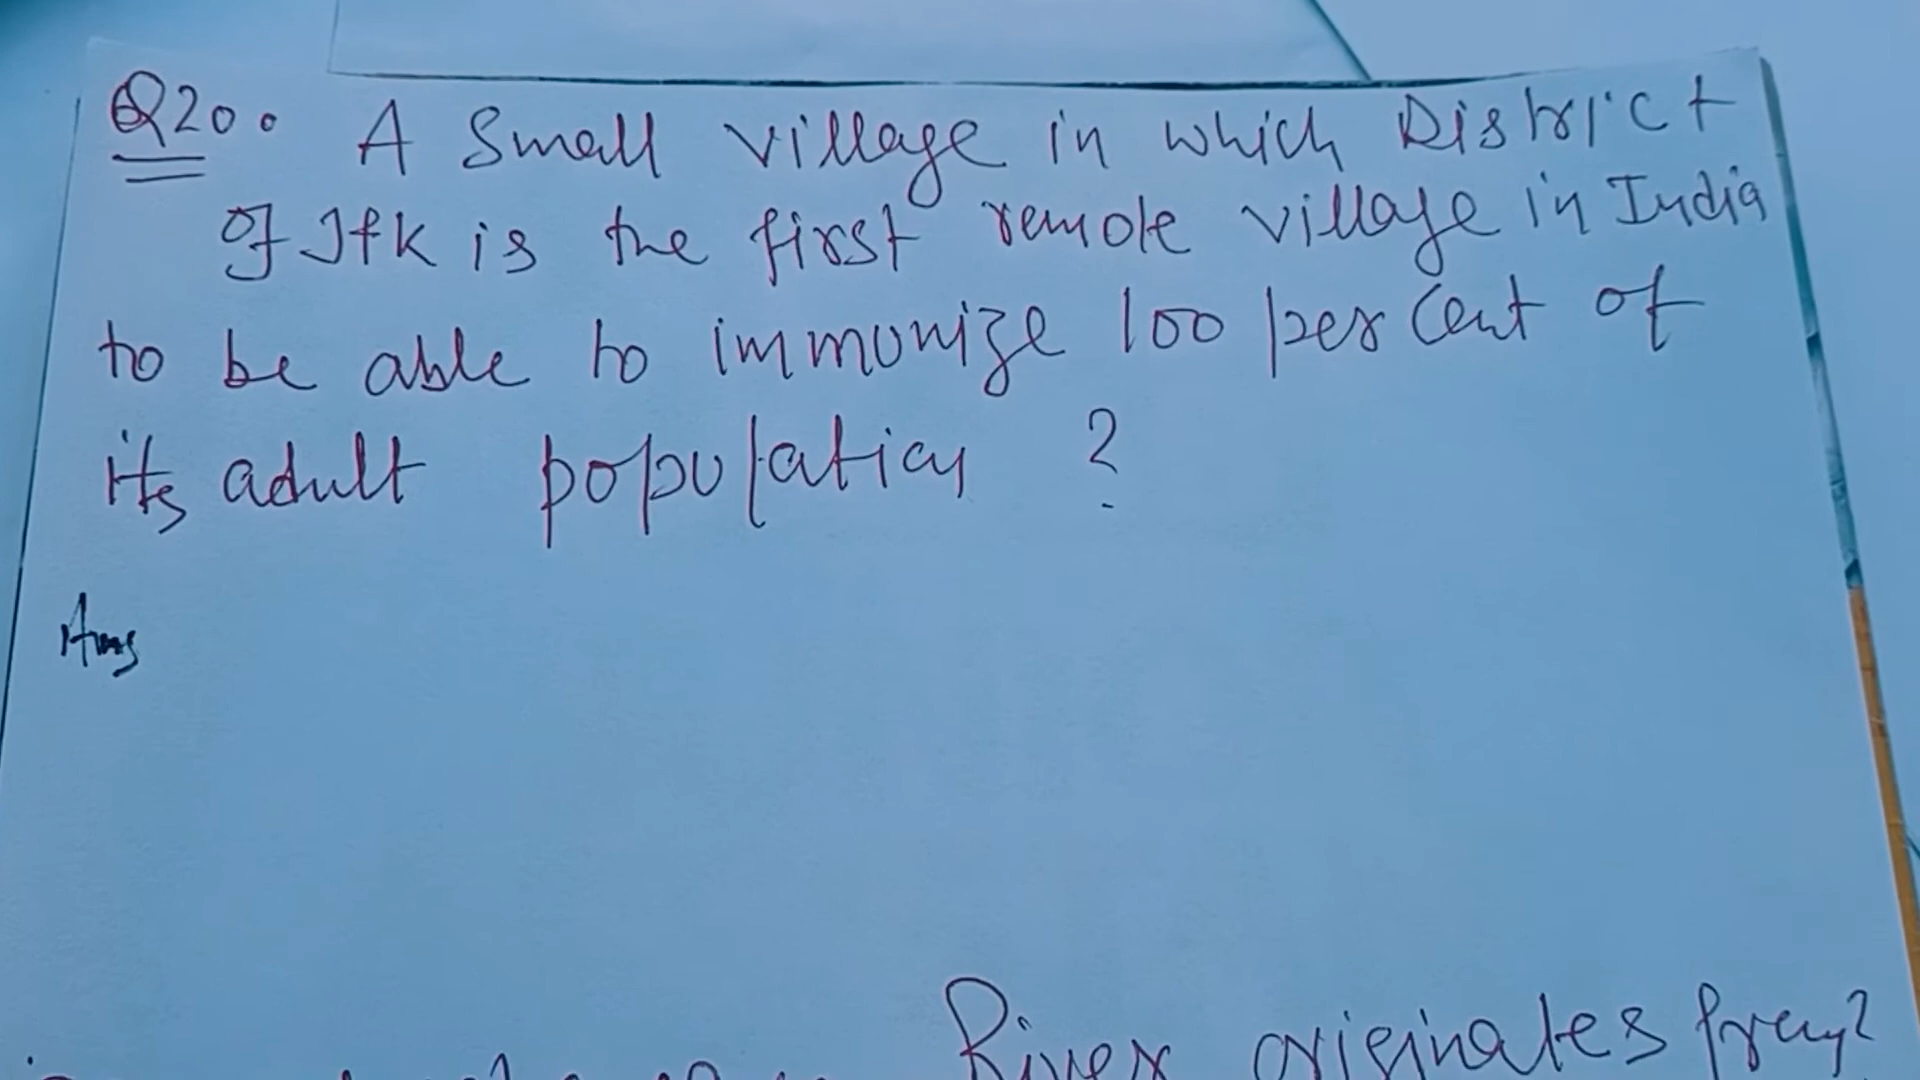 Q20. A Small village in which District
of J&K is the first remote village in India
to be able to immunize 100 per cent of
its adult population ?
Ans
River originates from?